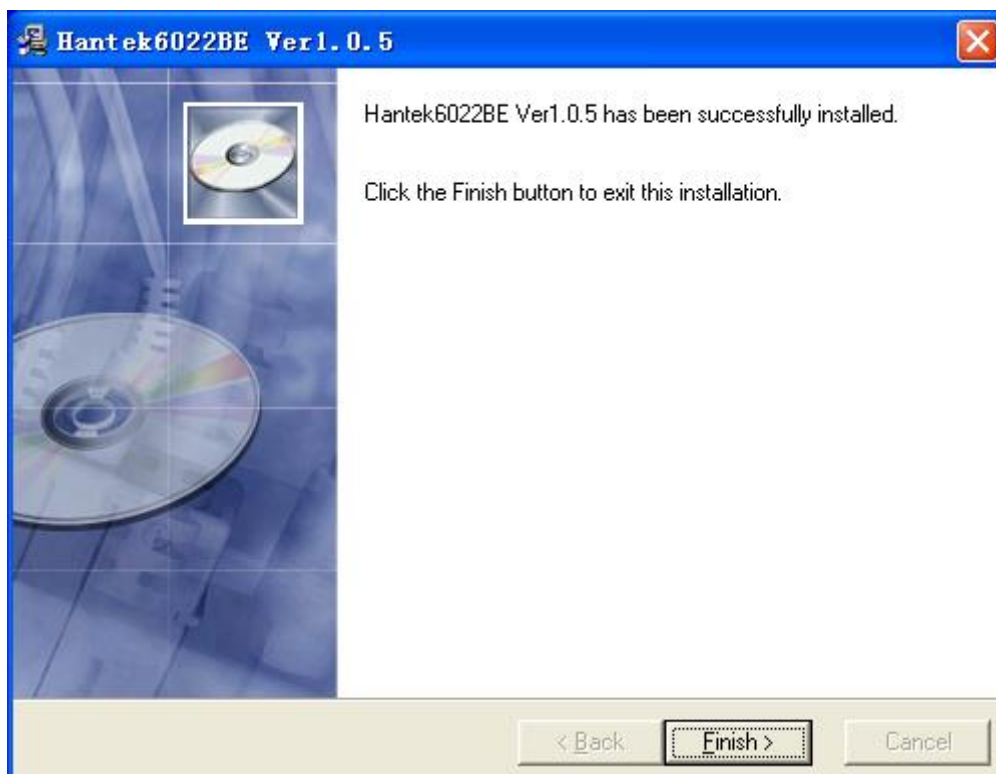 Hantek6022BE Ver1.0.5
Hantek6022BE Ver1.0.5 has been successfully installed.
Click the Finish button to exit this installation.
< Back
Finish >
Cancel